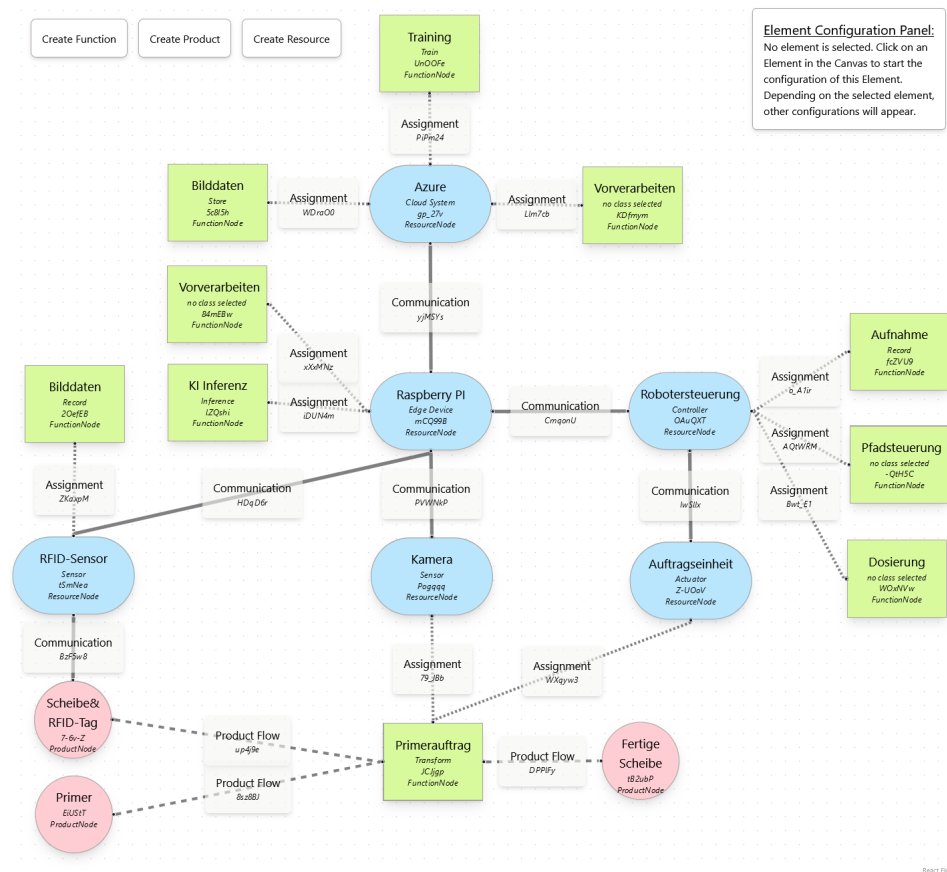 Create Function
Create Product
Create Resource
Element Configuration Panel:
No element is selected. Click on an
Element in the Canvas to start the
configuration of this Element.
Depending on the selected element,
other configurations will appear.
Training
Train
UnOOFe
FunctionNode
Assignment
PiPm24
Bilddaten
Store
5c8I5h
FunctionNode
Assignment
WDraO0
Azure
Cloud System
gp_27v
ResourceNode
Assignment
Llm7cb
Vorverarbeiten
no class selected
KDfmym
FunctionNode
Vorverarbeiten
no class selected
84mEBw
FunctionNode
Communication
yjMSYs
Assignment
xXxMNz
Bilddaten
Record
2OefEB
FunctionNode
KI Inferenz
Inference
IZQshi
FunctionNode
Assignment
iDUN4m
Raspberry PI
Edge Device
mCQ99B
ResourceNode
Communication
CmqonU
Robotersteuerung
Controller
OAuQXT
ResourceNode
Assignment
b_A1ir
Aufnahme
Record
fcZVU9
FunctionNode
Assignment
AQtWRM
Pfadsteuerung
no class selected
-QtH5C
FunctionNode
Assignment
ZKaxpM
Communication
HDqD6r
Communication
PVWNkP
Communication
IwSllx
Assignment
Bwt_E1
RFID-Sensor
Sensor
tSmNea
ResourceNode
Kamera
Sensor
Pogqqq
ResourceNode
Auftragseinheit
Actuator
Z-UOoV
ResourceNode
Dosierung
no class selected
WOxNVw
FunctionNode
Communication
BzF5w8
Assignment
79_JBb
Assignment
WXqyw3
Scheibe&
RFID-Tag
7-6v-Z
ProductNode
Product Flow
up4j9e
Primerauftrag
Transform
JCJjgp
FunctionNode
Product Flow
DPPlFy
Fertige
Scheibe
tB2ubP
ProductNode
Primer
EiUStT
ProductNode
Product Flow
8sz8BJ